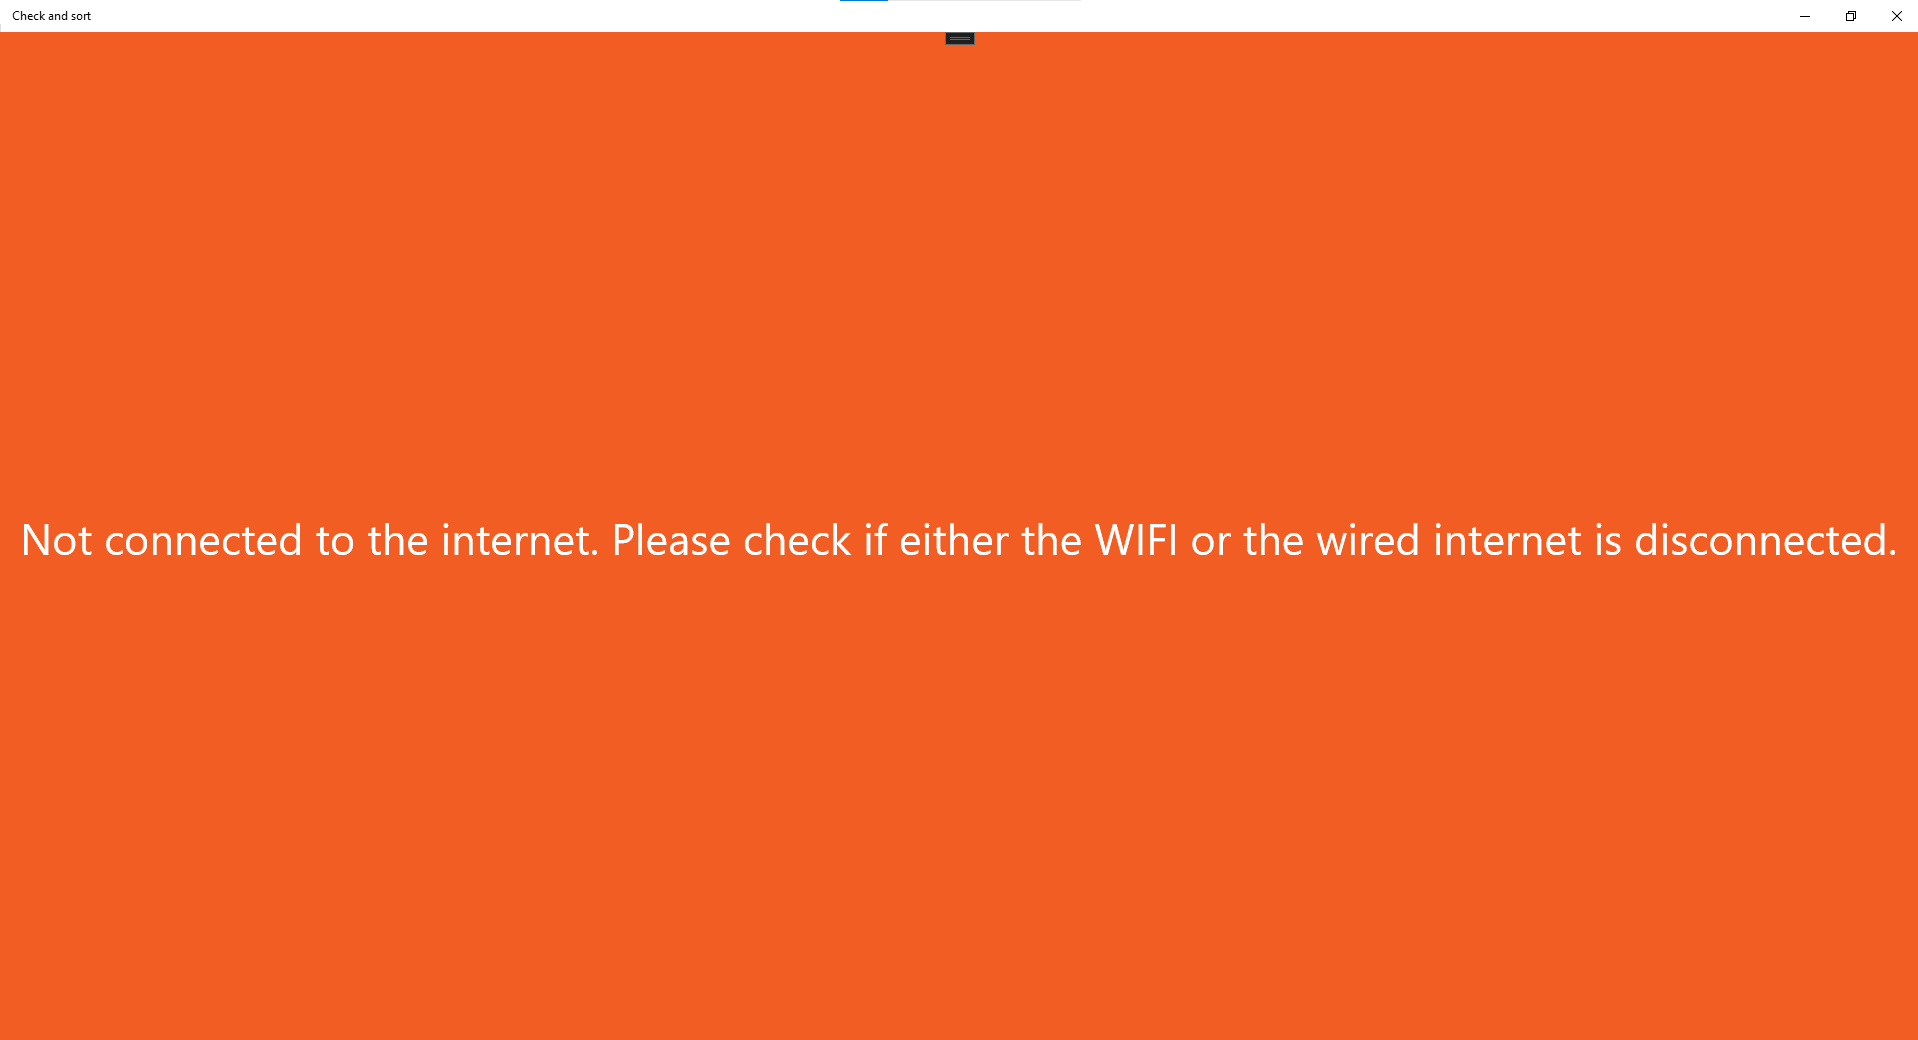 Check and sort
Not connected to the internet. Please check if either the WIFI or the wired internet is disconnected.